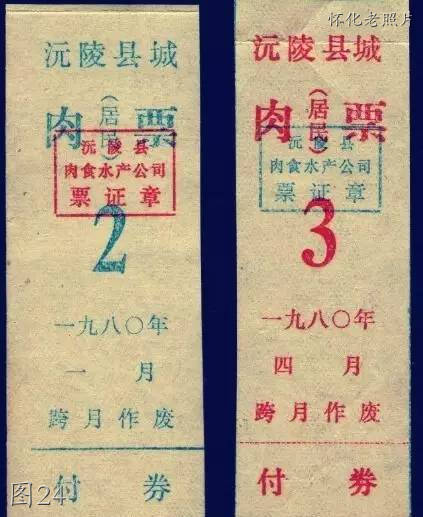 怀化老照片
沅陵县城
肉票
(居民)
沅陵县
肉食水产公司
票证章
2
一九八〇年
一月
跨月作废
付券
图24
沅陵县城
肉票
(居民)
沅陵县
肉食水产公司
票证章
3
一九八〇年
四月
跨月作废
付券